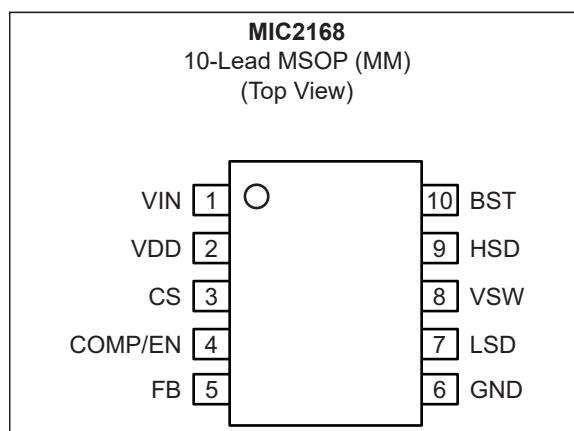 MIC2168
10-Lead MSOP (MM)
(Top View)
VIN 1 10 BST
VDD 2 9 HSD
CS 3 8 VSW
COMP/EN 4 7 LSD
FB 5 6 GND